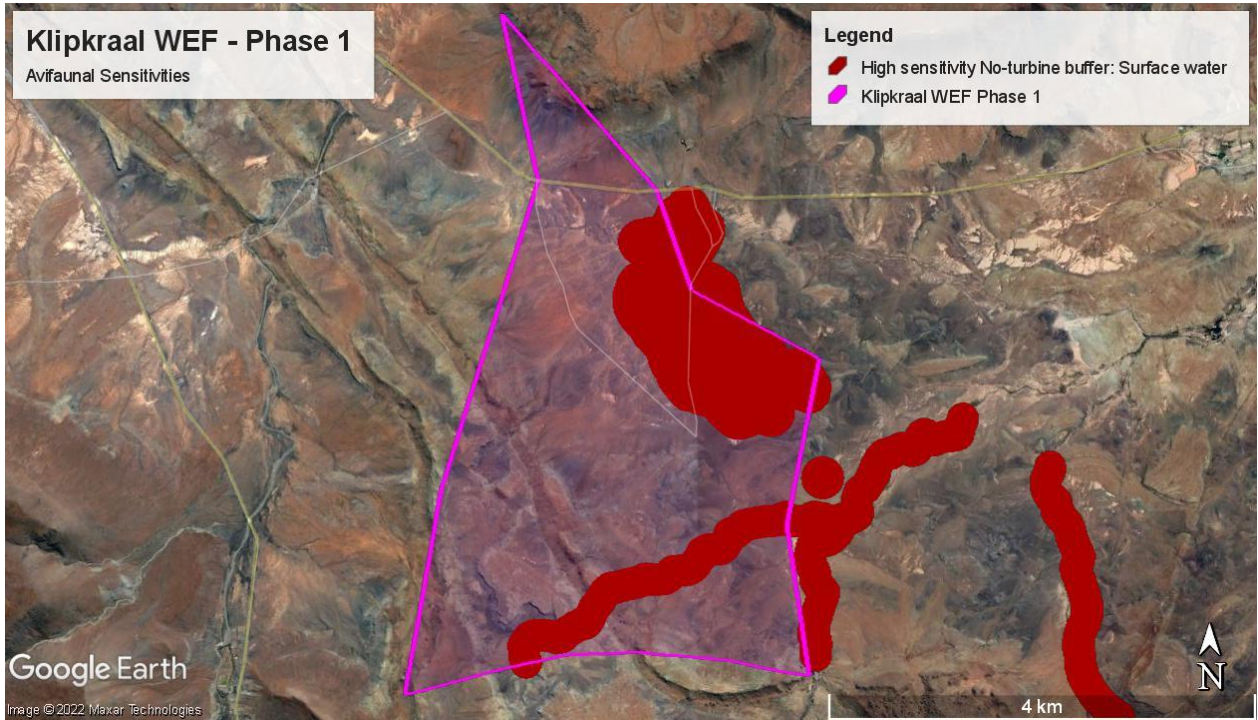 Klipkraal WEF - Phase 1
Avifaunal Sensitivities
Legend
High sensitivity No-turbine buffer: Surface water
Klipkraal WEF Phase 1
Google Earth
Image © 2022 Maxar Technologies
N
4 km